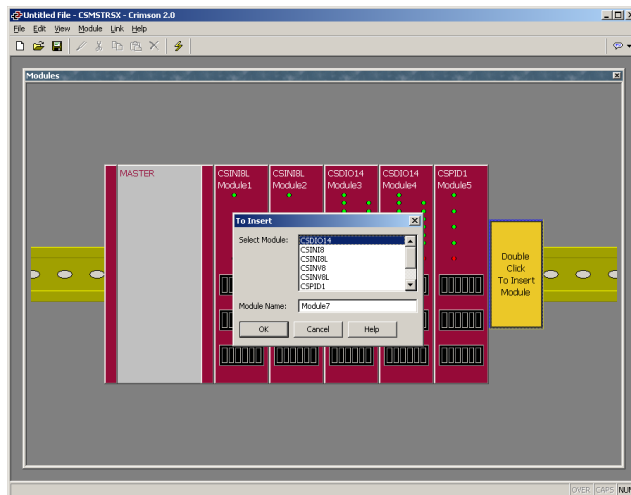 Untitled File - CSMSTRSX - Crimson 2.0
File Edit View Module Link Help
Modules
MASTER
CSINI8L
Module1
CSINI8L
Module2
CSDIO14
Module3
CSDIO14
Module4
CSPID1
Module5
To Insert
Select Module:
CSDIO14
CSINI8
CSINI8L
CSINV8
CSINV8L
CSPID1
Module Name: Module7
OK Cancel Help
Double
Click
To Insert
Module
OVER CAPS NUM